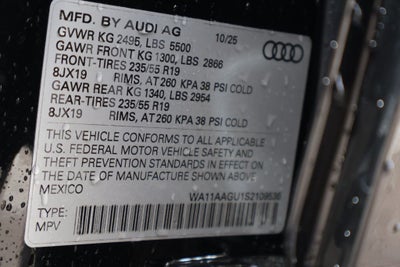 MFD. BY AUDI AG 10/25
GVWR KG 2495, LBS 5500
GAWR FRONT KG 1300, LBS 2866
FRONT-TIRES 235/55 R19
8JX19 RIMS, AT 260 KPA 38 PSI COLD
GAWR REAR KG 1340, LBS 2954
REAR-TIRES 235/55 R19
8JX19 RIMS, AT 260 KPA 38 PSI COLD
THIS VEHICLE CONFORMS TO ALL APPLICABLE
U.S. FEDERAL MOTOR VEHICLE SAFETY AND
THEFT PREVENTION STANDARDS IN EFFECT ON
THE DATE OF MANUFACTURE SHOWN ABOVE
MEXICO WA11AAGU1S2109536
TYPE:
MPV